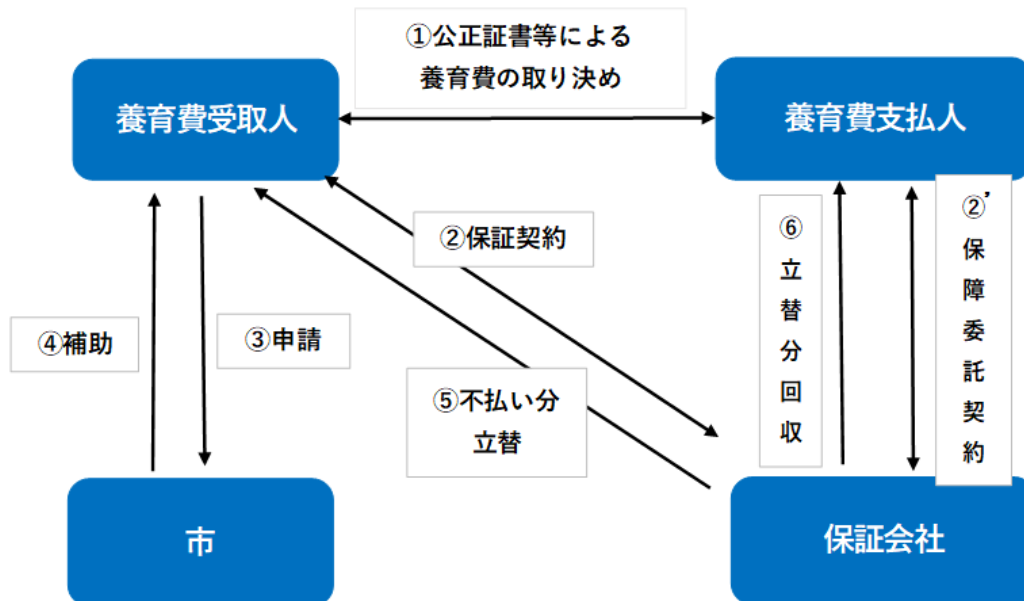 ①公正証書等による
養育費の取り決め
養育費受取人
養育費支払人
②保証契約
⑥立替分回収
②’保障委託契約
④補助
③申請
⑤不払い分
立替
市
保証会社